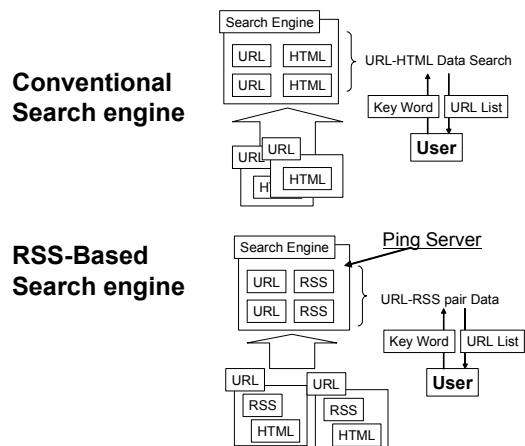 Search Engine
URL HTML
URL HTML
URL-HTML Data Search
Conventional
Search engine
Key Word URL List
User
URL
URL
HTML
RSS-Based
Search engine
Search Engine
Ping Server
URL RSS
URL RSS
URL-RSS pair Data
Key Word URL List
User
URL URL
RSS RSS
HTML HTML